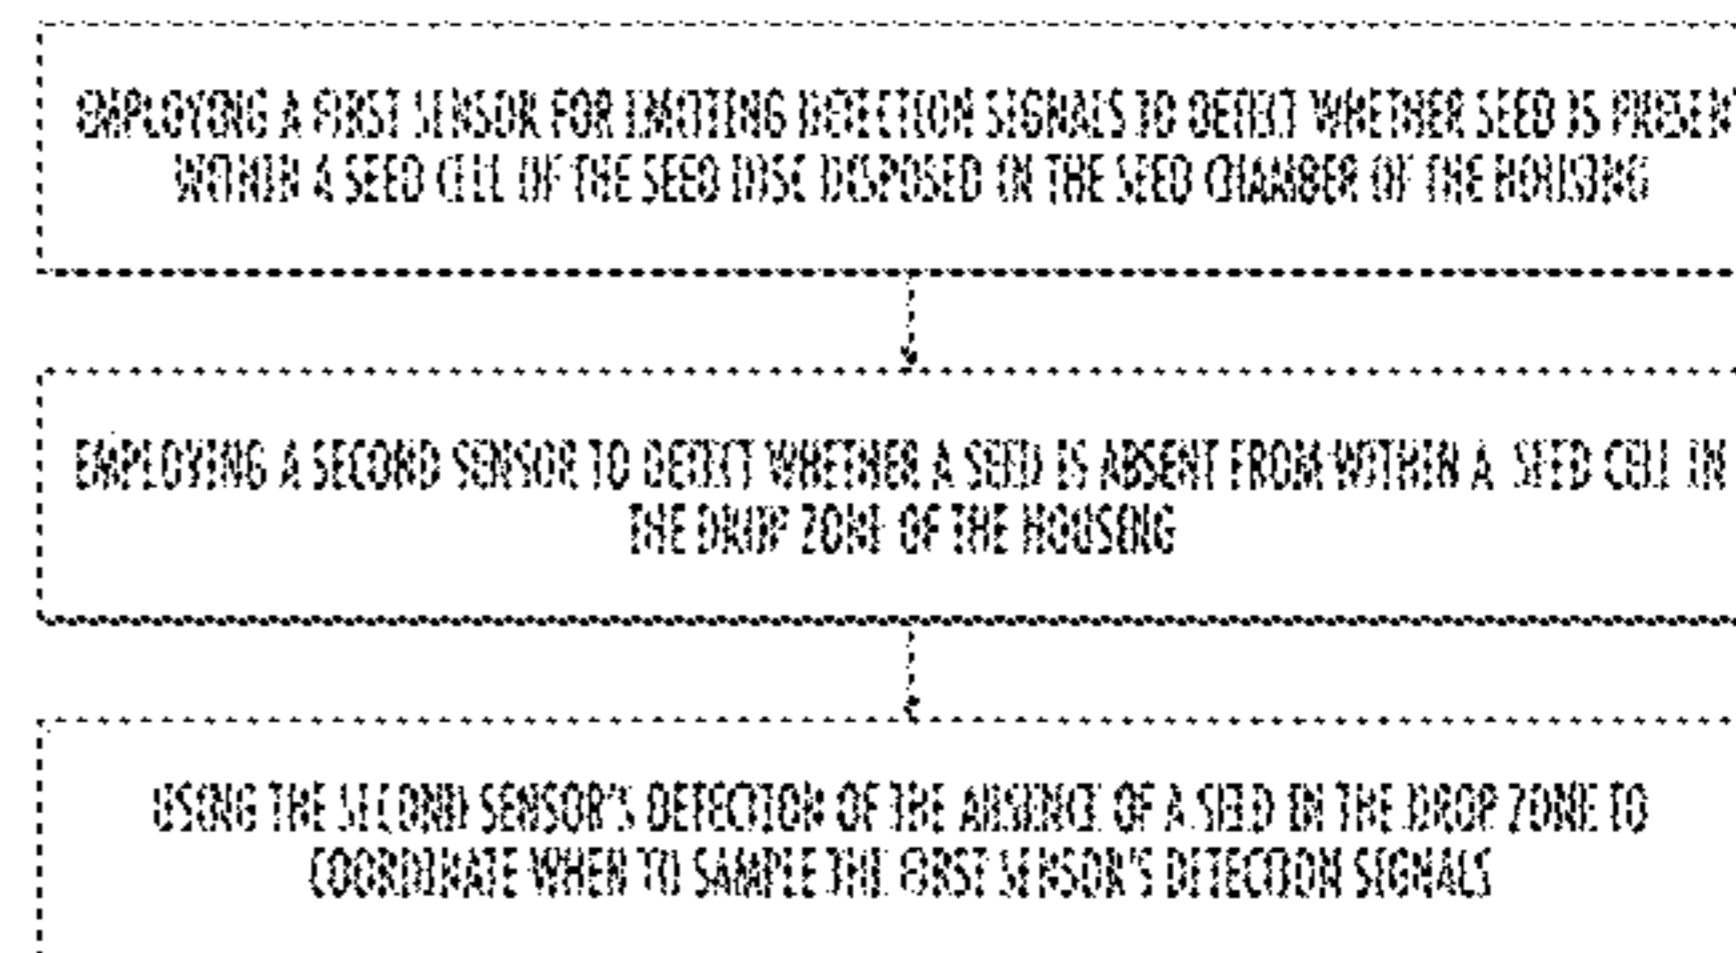 EMPLOYING A FIRST SENSOR FOR EMITTING DETECTION SIGNALS TO DETECT WHETHER SEED IS PRESEN
WITHIN A SEED CELL OF THE SEED DISC DISPOSED IN THE SEED CHAMBER OF THE HOUSING
EMPLOYING A SECOND SENSOR TO DETECT WHETHER A SEED IS ABSENT FROM WITHIN A SEED CELL IN
THE DROP ZONE OF THE HOUSING
USING THE SECOND SENSOR'S DETECTION OF THE ABSENCE OF A SEED IN THE DROP ZONE TO
COORDINATE WHEN TO SAMPLE THE FIRST SENSOR'S DETECTION SIGNALS